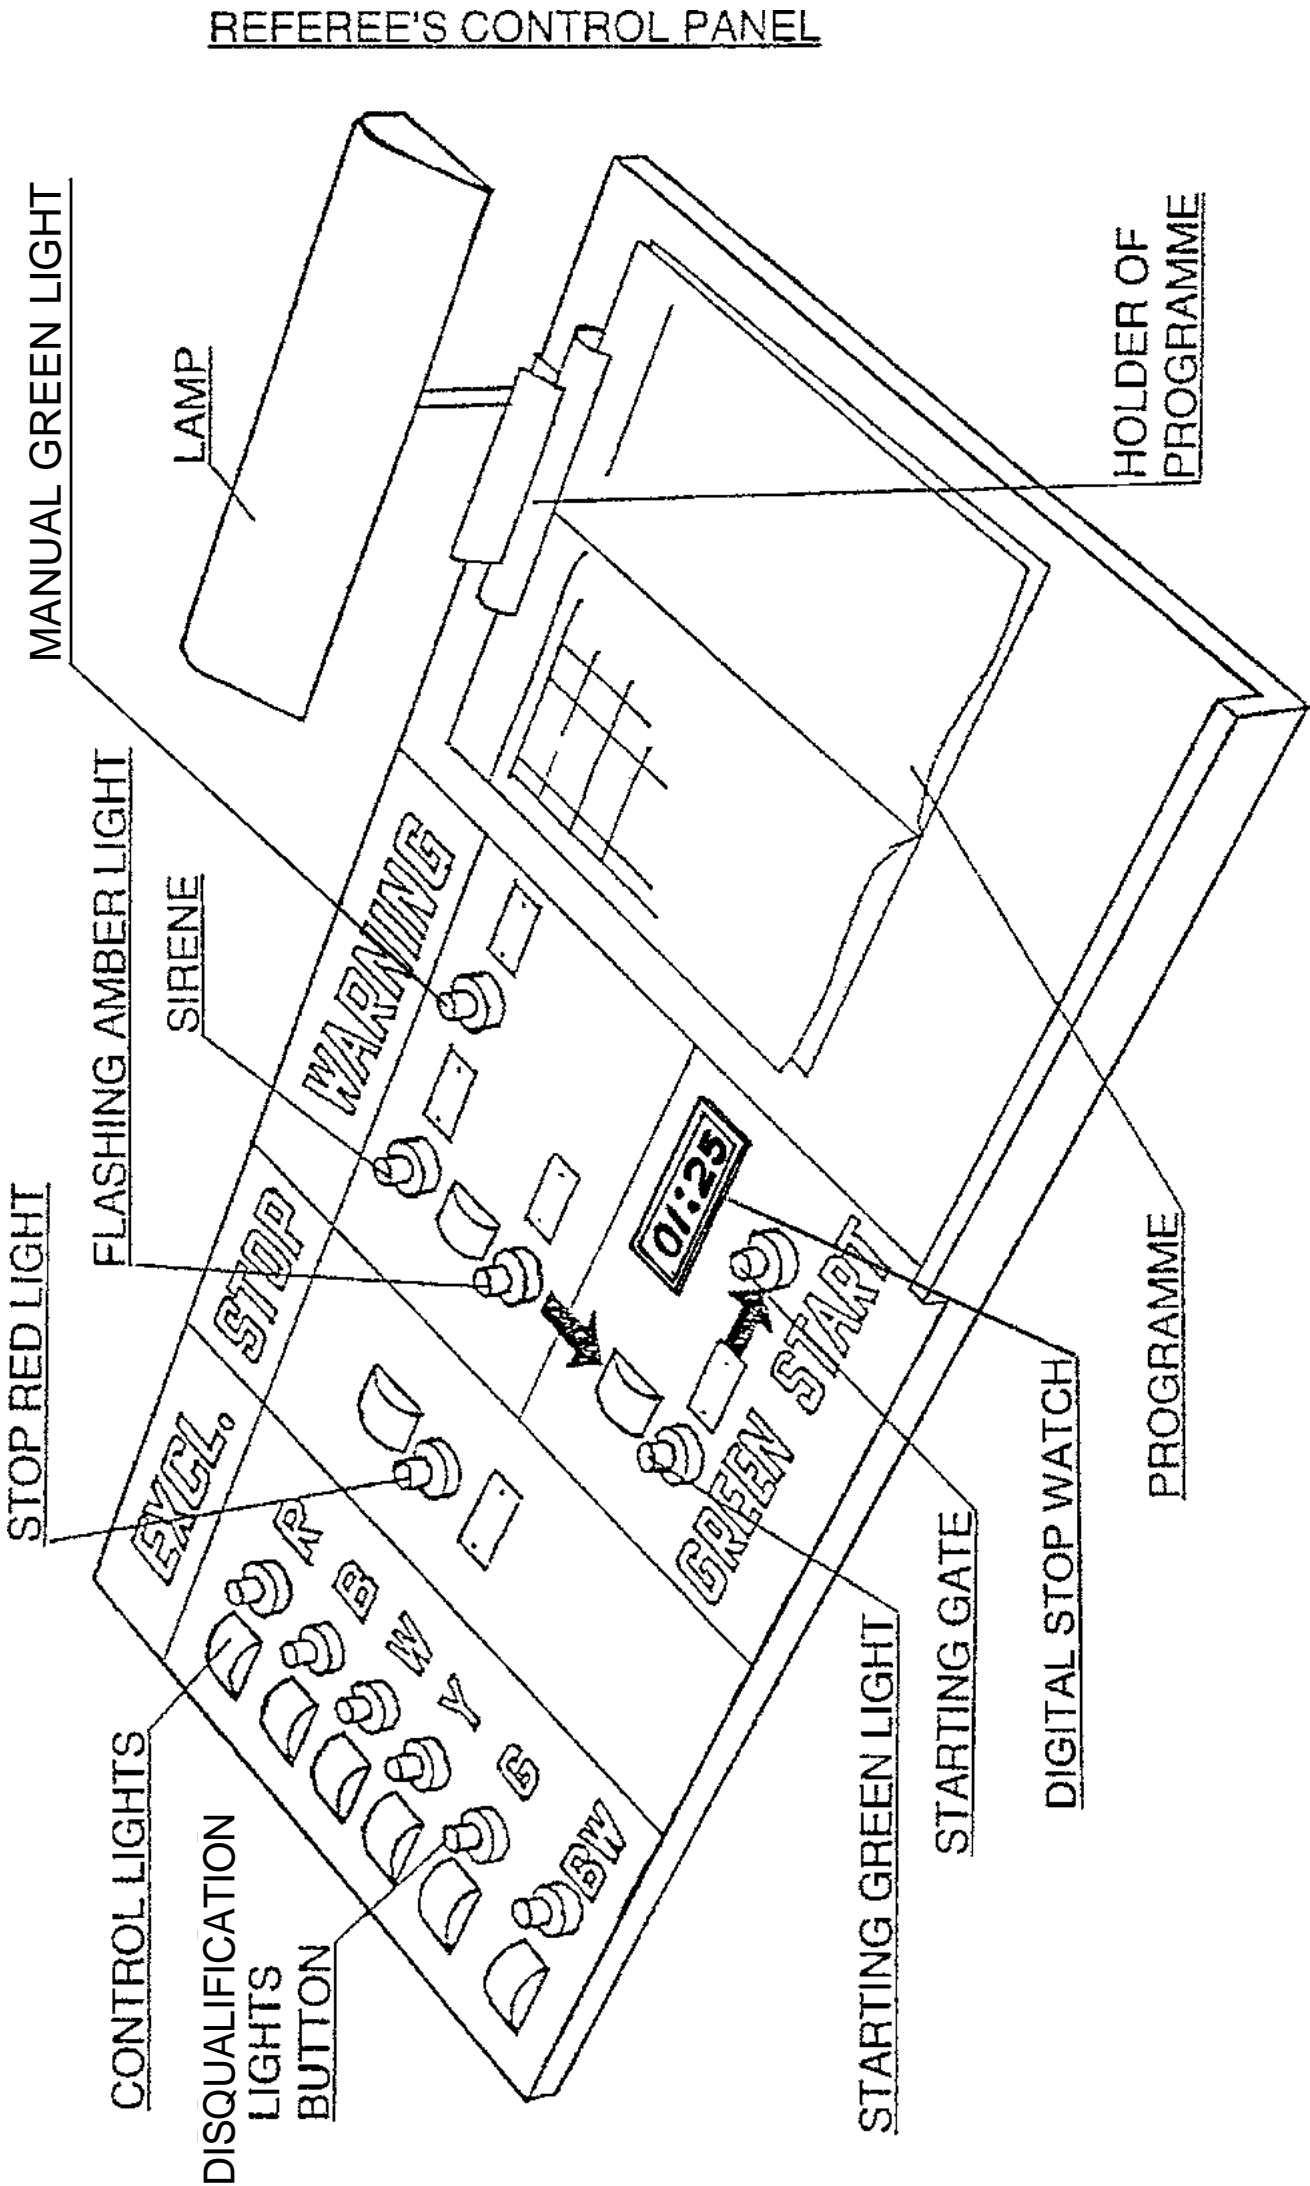 REFEREE'S CONTROL PANEL
STOP RED LIGHT
MANUAL GREEN LIGHT
FLASHING AMBER LIGHT
SIRENE
LAMP
CONTROL LIGHTS
DISQUALIFICATION
LIGHTS
BUTTON
EXCL.
STOP
WARNING
R
B
W
Y
G
BW
01:25
GREEN START
STARTING GREEN LIGHT
STARTING GATE
DIGITAL STOP WATCH
PROGRAMME
HOLDER OF
PROGRAMME